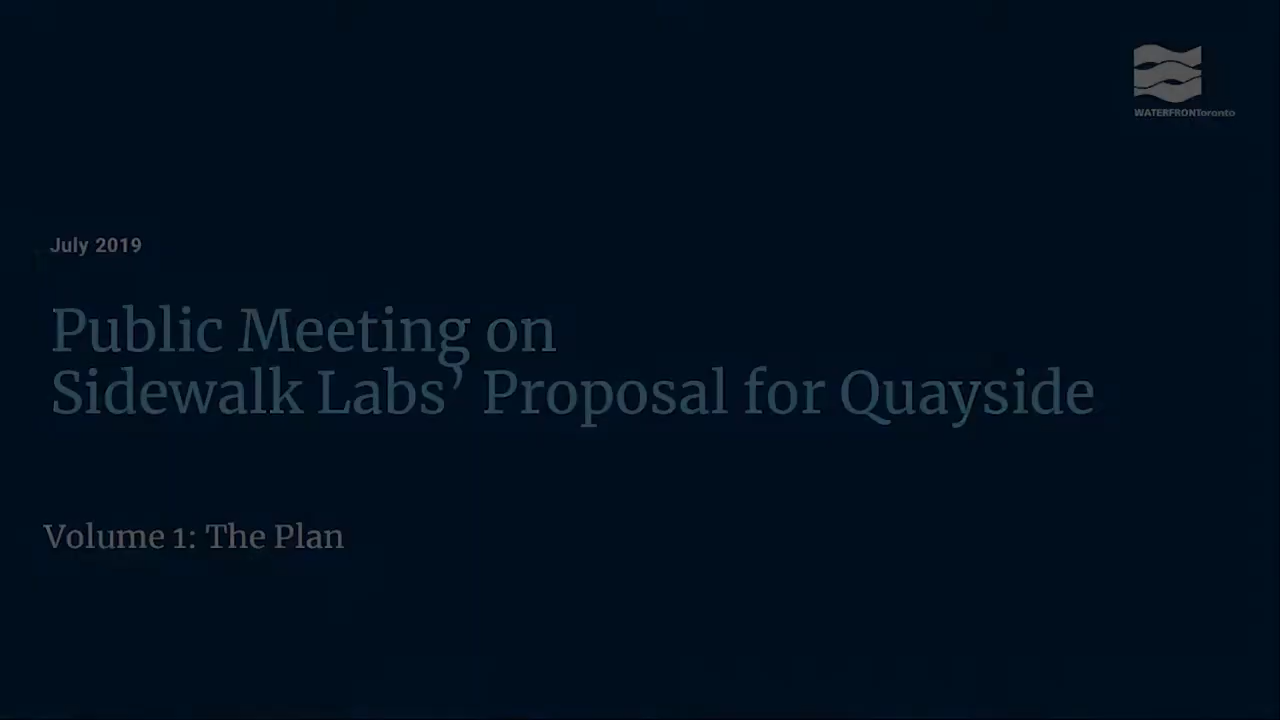 WATERFRONToronto
July 2019
Public Meeting on
Sidewalk Labs’ Proposal for Quayside
Volume 1: The Plan